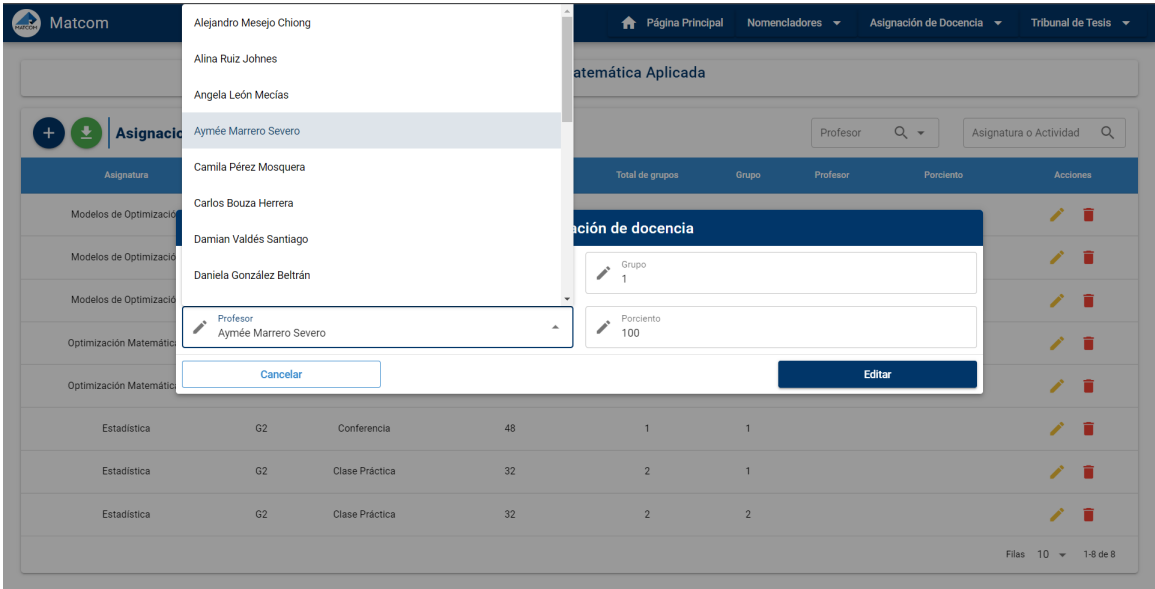 MATCOM
Matcom
Página Principal
Nomencladores
Asignación de Docencia
Tribunal de Tesis
Alejandro Mesejo Chiong
Alina Ruiz Johnes
Angela León Mecías
Aymée Marrero Severo
Camila Pérez Mosquera
Carlos Bouza Herrera
Damian Valdés Santiago
Daniela González Beltrán
atemática Aplicada
Asignacio
Profesor
Asignatura o Actividad
Asignatura
Total de grupos
Grupo
Profesor
Porciento
Acciones
Modelos de Optimizació
Modelos de Optimizació
Modelos de Optimizació
Optimización Matemátic
Optimización Matemátic
ación de docencia
Grupo
1
Profesor
Aymée Marrero Severo
Porciento
100
Cancelar
Editar
Estadística G2 Conferencia 48 1 1
Estadística G2 Clase Práctica 32 2 1
Estadística G2 Clase Práctica 32 2 2
Filas 10 1-8 de 8